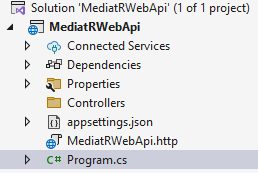 Solution 'MediatRWebApi' (1 of 1 project)
MediatRWebApi
Connected Services
Dependencies
Properties
Controllers
appsettings.json
MediatRWebApi.http
C# Program.cs